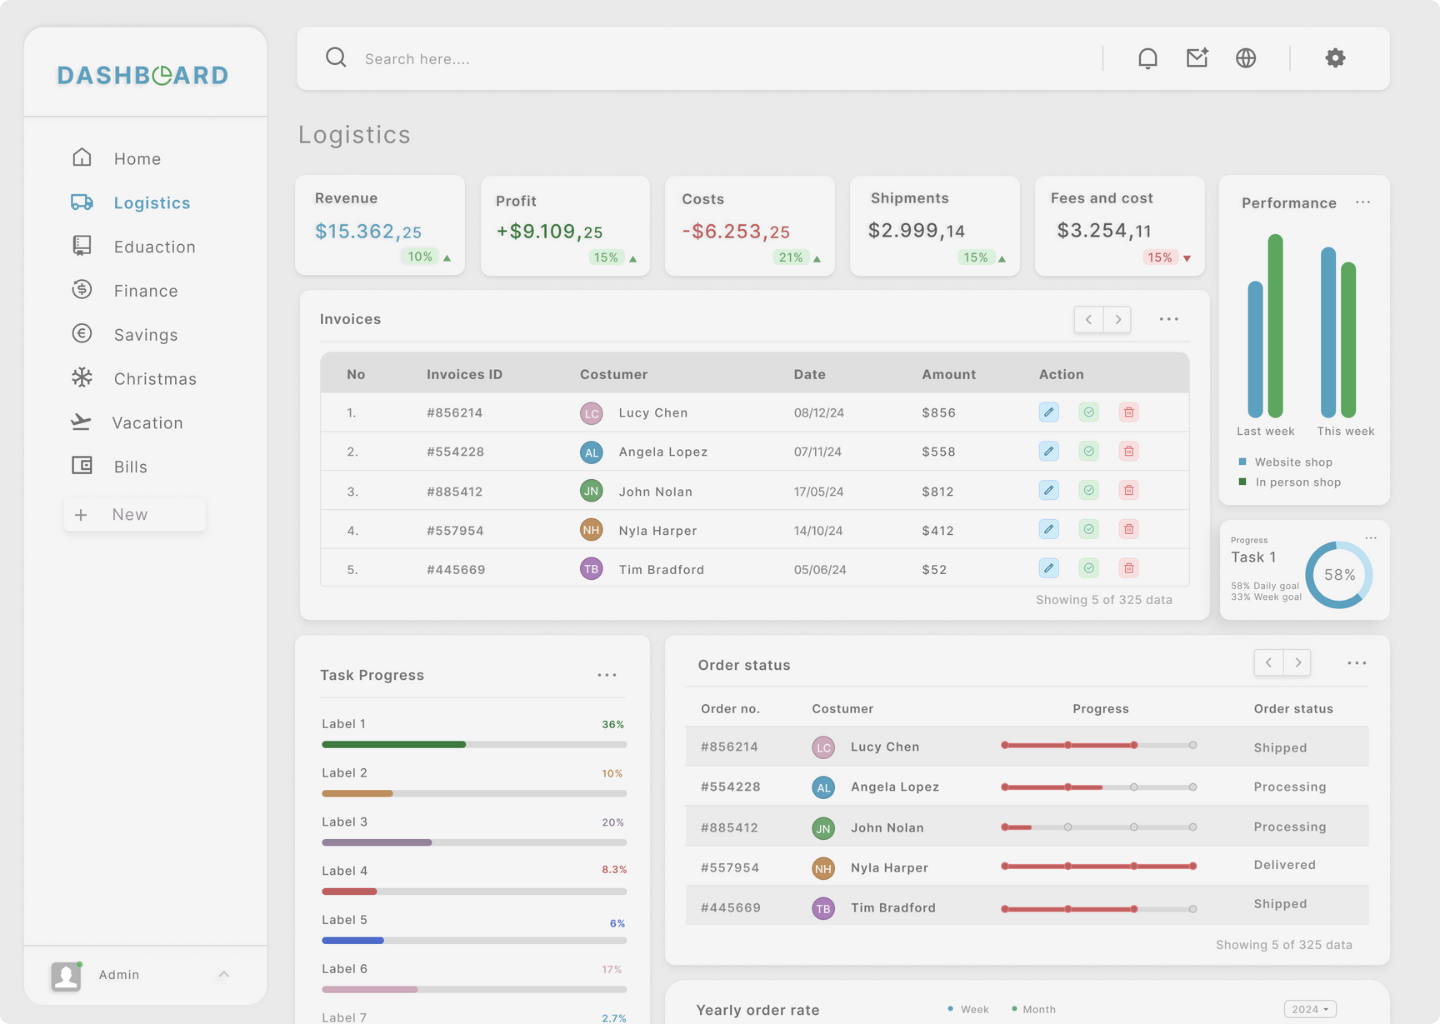 DASHBOARD
Home
Logistics
Eduaction
Finance
Savings
Christmas
Vacation
Bills
+ New
Admin
Search here....
Logistics
Revenue
$15.362,25
10% ▲
Profit
+$9.109,25
15% ▲
Costs
-$6.253,25
21% ▲
Shipments
$2.999,14
15% ▲
Fees and cost
$3.254,11
15% ▼
Performance
Last week This week
Website shop
In person shop
Invoices
No Invoices ID Costumer Date Amount Action
1. #856214 LC Lucy Chen 08/12/24 $856
2. #554228 AL Angela Lopez 07/11/24 $558
3. #885412 JN John Nolan 17/05/24 $812
4. #557954 NH Nyla Harper 14/10/24 $412
5. #445669 TB Tim Bradford 05/06/24 $52
Showing 5 of 325 data
Progress
Task 1
58% Daily goal
33% Week goal
58%
Task Progress
Label 1 36%
Label 2 10%
Label 3 20%
Label 4 8.3%
Label 5 6%
Label 6 17%
Label 7 2.7%
Order status
Order no. Costumer Progress Order status
#856214 LC Lucy Chen Shipped
#554228 AL Angela Lopez Processing
#885412 JN John Nolan Processing
#557954 NH Nyla Harper Delivered
#445669 TB Tim Bradford Shipped
Showing 5 of 325 data
Yearly order rate Week Month 2024